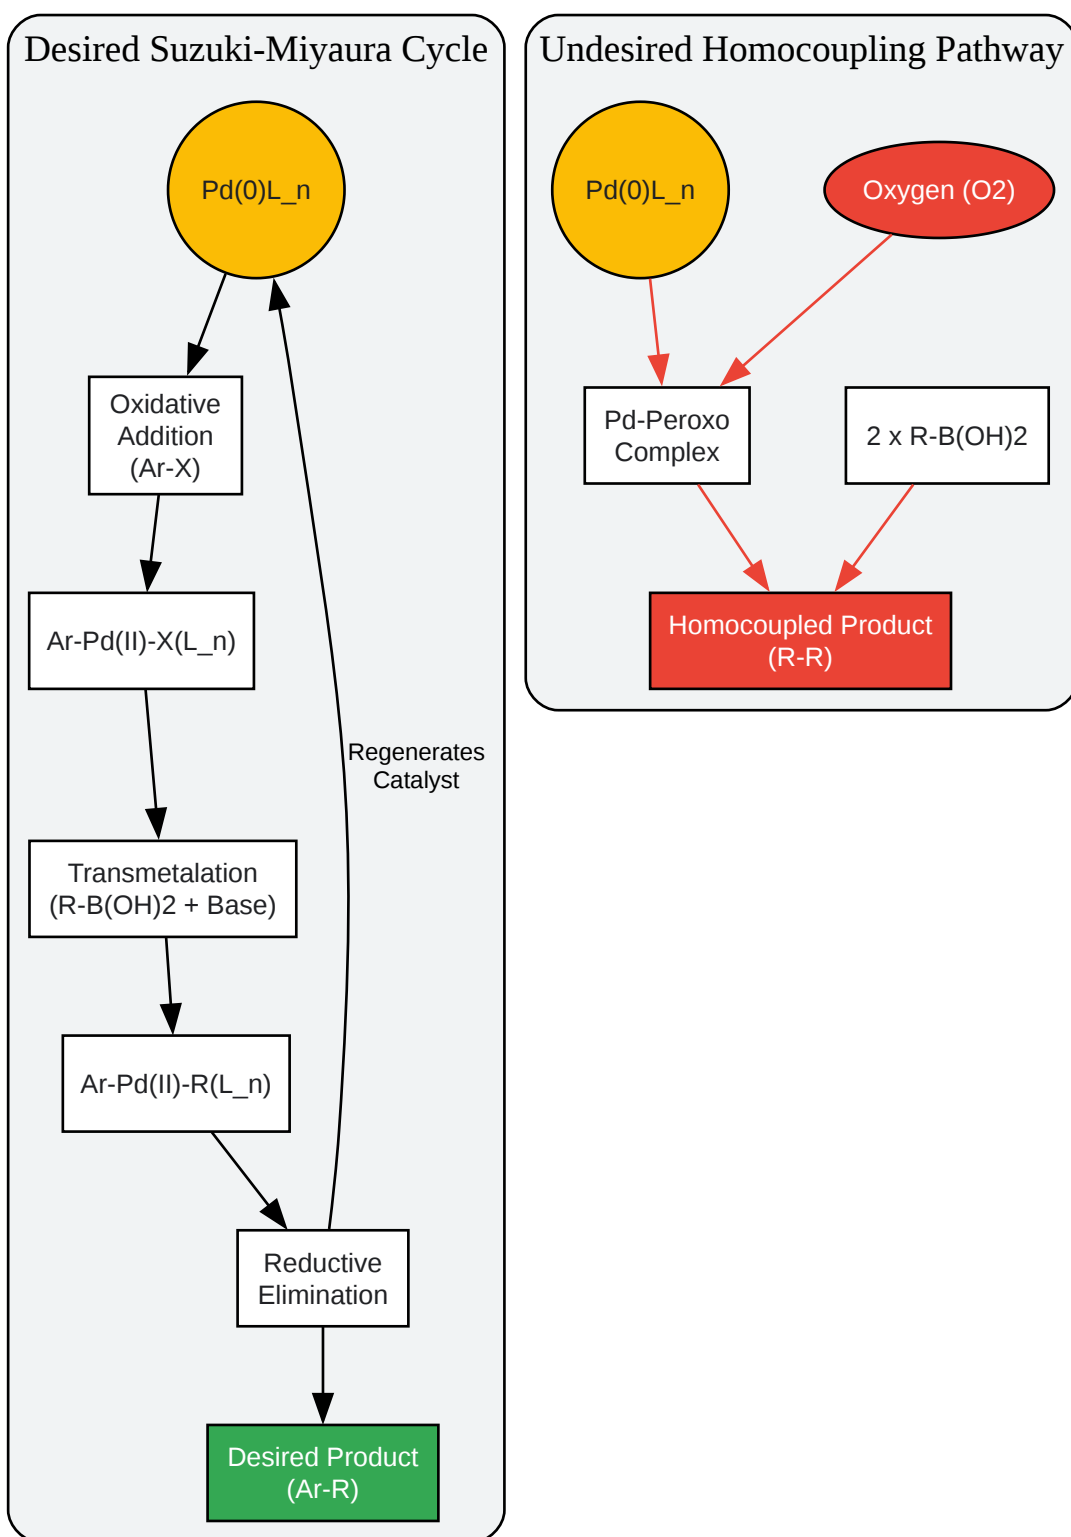 Desired Suzuki-Miyaura Cycle
Pd(0)L_n
Oxidative
Addition
(Ar-X)
Ar-Pd(II)-X(L_n)
Regenerates
Catalyst
Transmetalation
(R-B(OH)2 + Base)
Ar-Pd(II)-R(L_n)
Reductive
Elimination
Desired Product
(Ar-R)
Undesired Homocoupling Pathway
Pd(0)L_n
Oxygen (O2)
Pd-Peroxo
Complex
2 x R-B(OH)2
Homocoupled Product
(R-R)